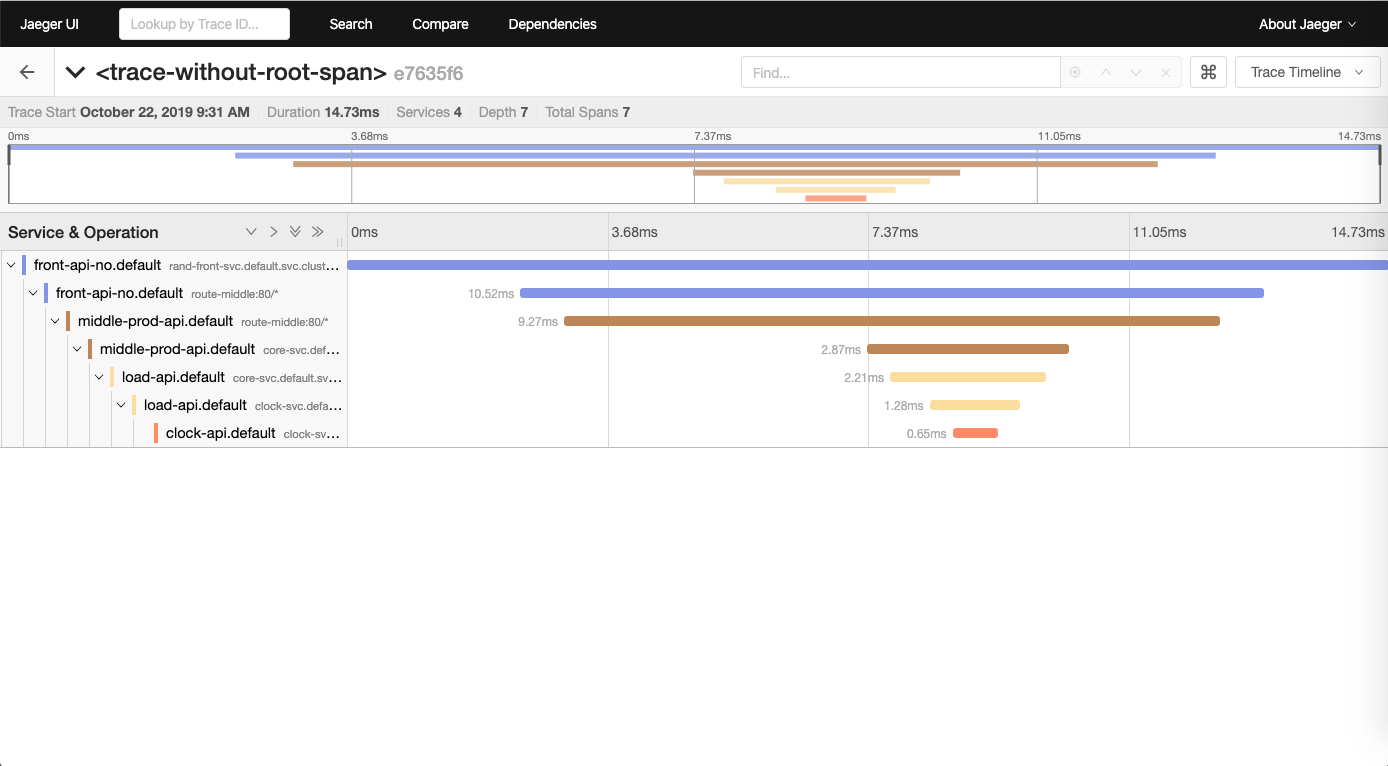 Jaeger UI Lookup by Trace ID... Search Compare Dependencies About Jaeger
<trace-without-root-span> e7635f6 Find... ⌘ Trace Timeline
Trace Start October 22, 2019 9:31 AM Duration 14.73ms Services 4 Depth 7 Total Spans 7
0ms 3.68ms 7.37ms 11.05ms 14.73ms
Service & Operation 0ms 3.68ms 7.37ms 11.05ms 14.73ms
front-api-no.default rand-front-svc.default.svc.clust...
front-api-no.default route-middle:80/* 10.52ms
middle-prod-api.default route-middle:80/* 9.27ms
middle-prod-api.default core-svc.def... 2.87ms
load-api.default core-svc.default.sv... 2.21ms
load-api.default clock-svc.defa... 1.28ms
clock-api.default clock-sv... 0.65ms